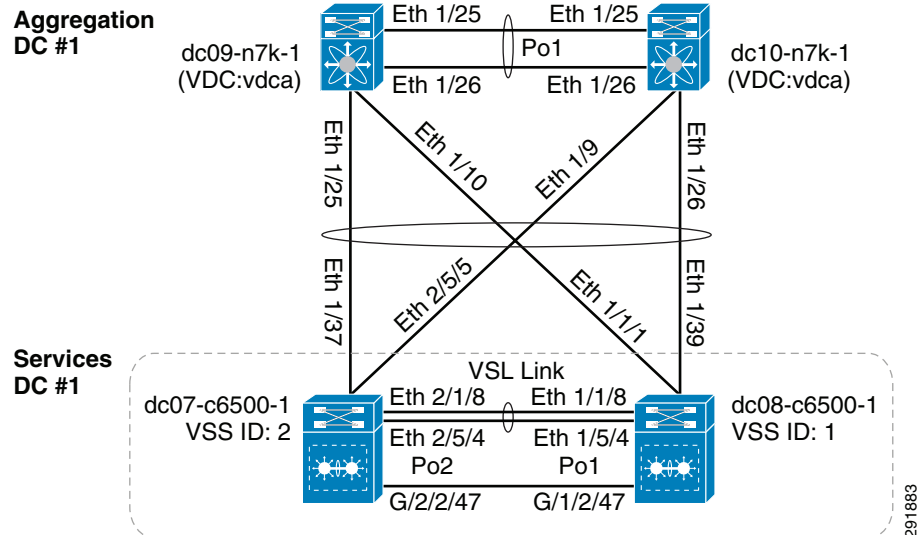 Aggregation
DC #1
Eth 1/25
Eth 1/25
Po1
dc09-n7k-1
(VDC:vdca)
dc10-n7k-1
(VDC:vdca)
Eth 1/26
Eth 1/26
Eth 1/25
Eth 1/10
Eth 1/9
Eth 1/26
Eth 1/37
Eth 2/5/5
Eth 1/1/1
Eth 1/39
Services
DC #1
VSL Link
dc07-c6500-1
VSS ID: 2
Eth 2/1/8
Eth 1/1/8
dc08-c6500-1
VSS ID: 1
Eth 2/5/4
Eth 1/5/4
Po2
Po1
G/2/2/47
G/1/2/47
291883